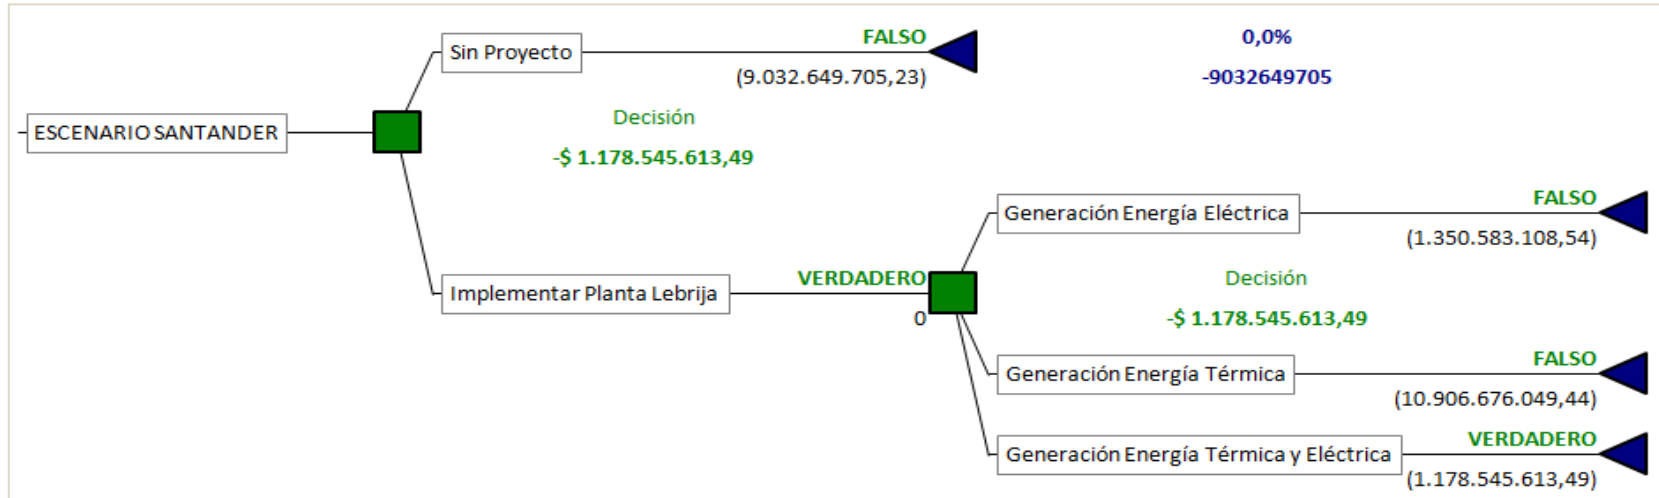 Sin Proyecto
FALSO
0,0%
(9.032.649.705,23)
-9032649705
ESCENARIO SANTANDER
Decisión
-$ 1.178.545.613,49
Generación Energía Eléctrica
FALSO
(1.350.583.108,54)
Implementar Planta Lebrija
VERDADERO
0
Decisión
-$ 1.178.545.613,49
Generación Energía Térmica
FALSO
(10.906.676.049,44)
Generación Energía Térmica y Eléctrica
VERDADERO
(1.178.545.613,49)